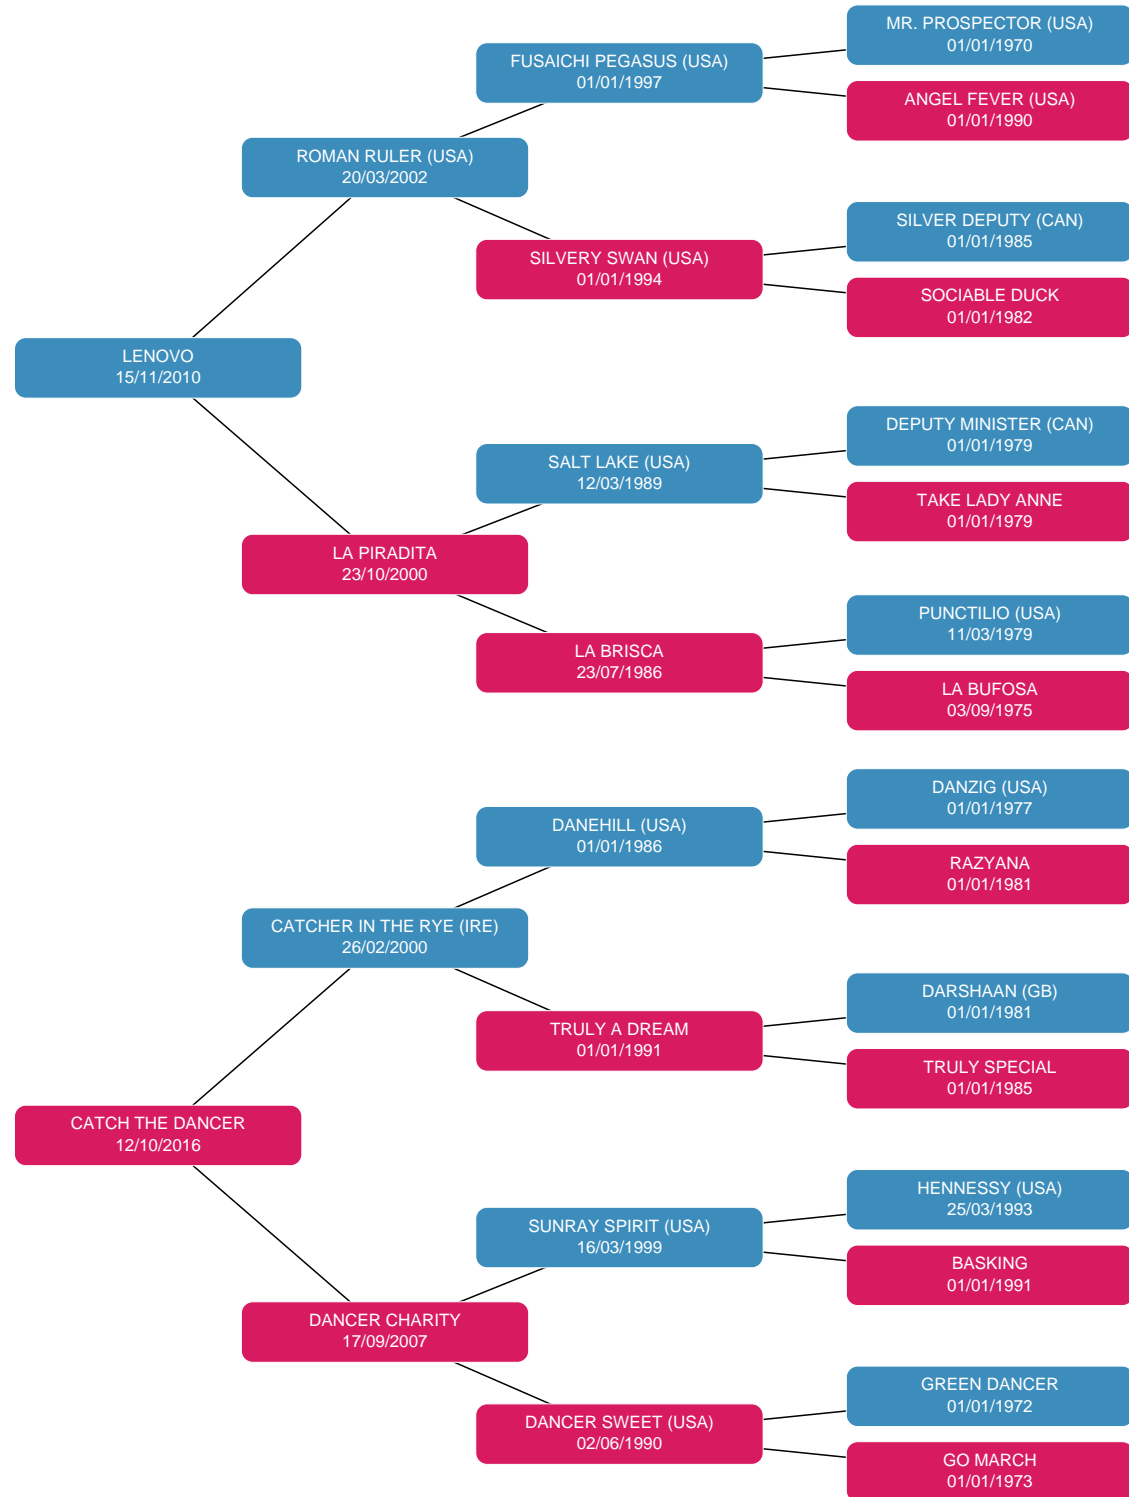 MR. PROSPECTOR (USA)
01/01/1970
FUSAICHI PEGASUS (USA)
01/01/1997
ANGEL FEVER (USA)
01/01/1990
ROMAN RULER (USA)
20/03/2002
SILVER DEPUTY (CAN)
01/01/1985
SILVERY SWAN (USA)
01/01/1994
SOCIABLE DUCK
01/01/1982
LENOVO
15/11/2010
DEPUTY MINISTER (CAN)
01/01/1979
SALT LAKE (USA)
12/03/1989
TAKE LADY ANNE
01/01/1979
LA PIRADITA
23/10/2000
PUNCTILIO (USA)
11/03/1979
LA BRISCA
23/07/1986
LA BUFOSA
03/09/1975
DANZIG (USA)
01/01/1977
DANEHILL (USA)
01/01/1986
RAZYANA
01/01/1981
CATCHER IN THE RYE (IRE)
26/02/2000
DARSHAAN (GB)
01/01/1981
TRULY A DREAM
01/01/1991
TRULY SPECIAL
01/01/1985
CATCH THE DANCER
12/10/2016
HENNESSY (USA)
25/03/1993
SUNRAY SPIRIT (USA)
16/03/1999
BASKING
01/01/1991
DANCER CHARITY
17/09/2007
GREEN DANCER
01/01/1972
DANCER SWEET (USA)
02/06/1990
GO MARCH
01/01/1973